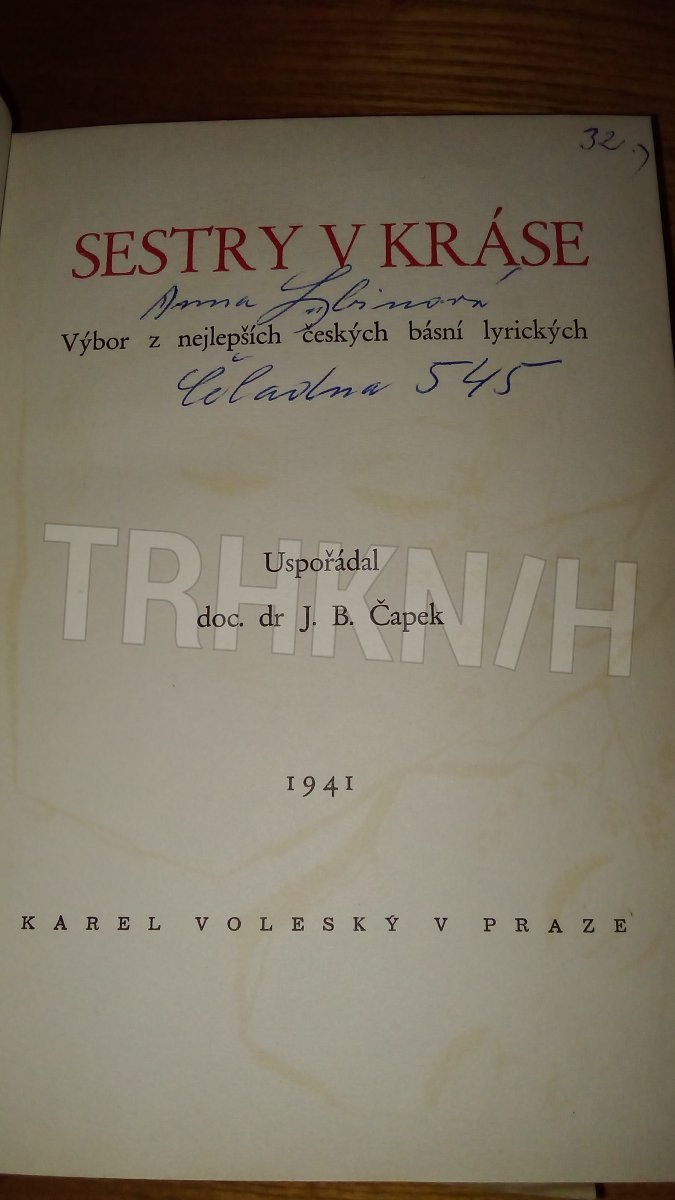 32.,
SESTRY V KRÁSE
Anna
Výbor z nejlepších českých básní lyrických
Čeladna 545
TRHKNIH
Uspořádal
doc. dr J. B. Čapek
1941
KAREL VOLESKÝ V PRAZE